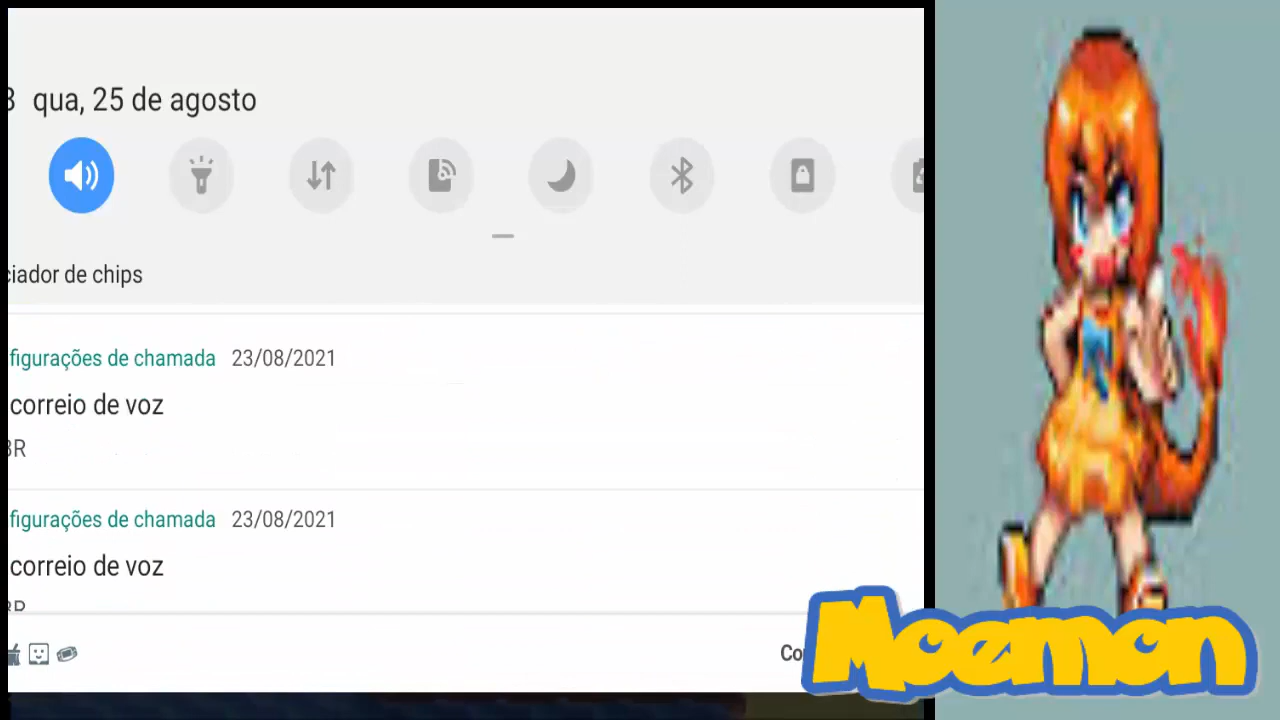 qua, 25 de agosto
ciador de chips
figurações de chamada 23/08/2021
correio de voz
BR
figurações de chamada 23/08/2021
correio de voz
Moemon